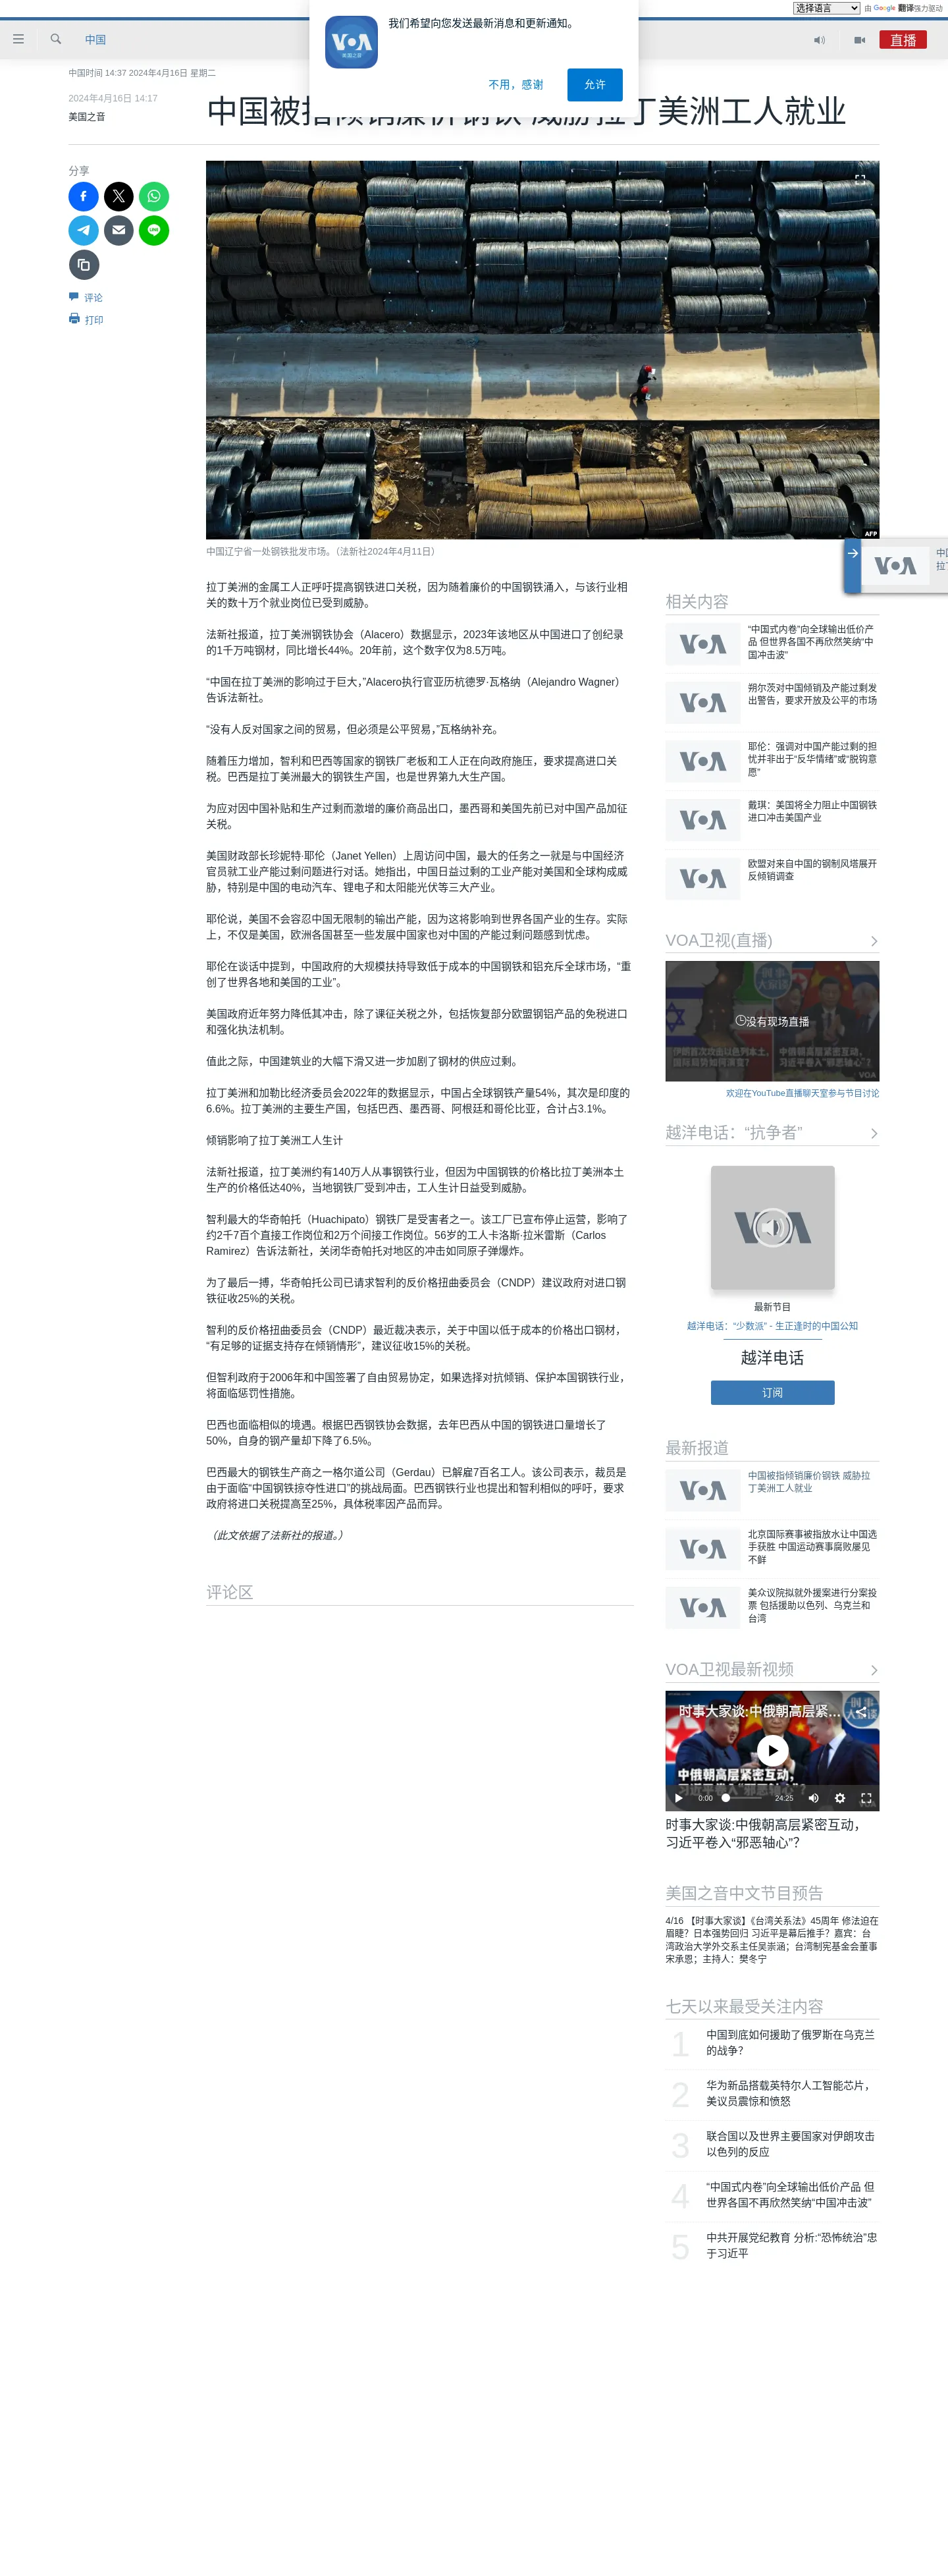 选择语言
由 Google 翻译强力驱动
我们希望向您发送最新消息和更新通知。
VOA
美国之音
不用，感谢
允许
中国
直播
中国时间 14:37 2024年4月16日 星期二
2024年4月16日 14:17
美国之音
中国被指倾销廉价钢铁 威胁拉丁美洲工人就业
分享
评论
打印
AFP
中国辽宁省一处钢铁批发市场。（法新社2024年4月11日）
拉丁美洲的金属工人正呼吁提高钢铁进口关税，因为随着廉价的中国钢铁涌入，与该行业相
关的数十万个就业岗位已受到威胁。
法新社报道，拉丁美洲钢铁协会（Alacero）数据显示，2023年该地区从中国进口了创纪录
的1千万吨钢材，同比增长44%。20年前，这个数字仅为8.5万吨。
“中国在拉丁美洲的影响过于巨大，”Alacero执行官亚历杭德罗·瓦格纳（Alejandro Wagner）
告诉法新社。
“没有人反对国家之间的贸易，但必须是公平贸易，”瓦格纳补充。
随着压力增加，智利和巴西等国家的钢铁厂老板和工人正在向政府施压，要求提高进口关
税。巴西是拉丁美洲最大的钢铁生产国，也是世界第九大生产国。
为应对因中国补贴和生产过剩而激增的廉价商品出口，墨西哥和美国先前已对中国产品加征
关税。
美国财政部长珍妮特·耶伦（Janet Yellen）上周访问中国，最大的任务之一就是与中国经济
官员就工业产能过剩问题进行对话。她指出，中国日益过剩的工业产能对美国和全球构成威
胁，特别是中国的电动汽车、锂电子和太阳能光伏等三大产业。
耶伦说，美国不会容忍中国无限制的输出产能，因为这将影响到世界各国产业的生存。实际
上，不仅是美国，欧洲各国甚至一些发展中国家也对中国的产能过剩问题感到忧虑。
耶伦在谈话中提到，中国政府的大规模扶持导致低于成本的中国钢铁和铝充斥全球市场，“重
创了世界各地和美国的工业”。
美国政府近年努力降低其冲击，除了课征关税之外，包括恢复部分欧盟钢铝产品的免税进口
和强化执法机制。
值此之际，中国建筑业的大幅下滑又进一步加剧了钢材的供应过剩。
拉丁美洲和加勒比经济委员会2022年的数据显示，中国占全球钢铁产量54%，其次是印度的
6.6%。拉丁美洲的主要生产国，包括巴西、墨西哥、阿根廷和哥伦比亚，合计占3.1%。
倾销影响了拉丁美洲工人生计
法新社报道，拉丁美洲约有140万人从事钢铁行业，但因为中国钢铁的价格比拉丁美洲本土
生产的价格低达40%，当地钢铁厂受到冲击，工人生计日益受到威胁。
智利最大的华奇帕托（Huachipato）钢铁厂是受害者之一。该工厂已宣布停止运营，影响了
约2千7百个直接工作岗位和2万个间接工作岗位。56岁的工人卡洛斯·拉米雷斯（Carlos
Ramirez）告诉法新社，关闭华奇帕托对地区的冲击如同原子弹爆炸。
为了最后一搏，华奇帕托公司已请求智利的反价格扭曲委员会（CNDP）建议政府对进口钢
铁征收25%的关税。
智利的反价格扭曲委员会（CNDP）最近裁决表示，关于中国以低于成本的价格出口钢材，
“有足够的证据支持存在倾销情形”，建议征收15%的关税。
但智利政府于2006年和中国签署了自由贸易协定，如果选择对抗倾销、保护本国钢铁行业，
将面临惩罚性措施。
巴西也面临相似的境遇。根据巴西钢铁协会数据，去年巴西从中国的钢铁进口量增长了
50%，自身的钢产量却下降了6.5%。
巴西最大的钢铁生产商之一格尔道公司（Gerdau）已解雇7百名工人。该公司表示，裁员是
由于面临“中国钢铁掠夺性进口”的挑战局面。巴西钢铁行业也提出和智利相似的呼吁，要求
政府将进口关税提高至25%，具体税率因产品而异。
（此文依据了法新社的报道。）
评论区
VOA
中国
拉丁
相关内容
VOA
“中国式内卷”向全球输出低价产
品 但世界各国不再欣然笑纳“中
国冲击波”
VOA
朔尔茨对中国倾销及产能过剩发
出警告，要求开放及公平的市场
VOA
耶伦：强调对中国产能过剩的担
忧并非出于“反华情绪”或“脱钩意
愿”
VOA
戴琪：美国将全力阻止中国钢铁
进口冲击美国产业
VOA
欧盟对来自中国的钢制风塔展开
反倾销调查
VOA卫视(直播)
没有现场直播
欢迎在YouTube直播聊天室参与节目讨论
越洋电话：“抗争者”
VOA
最新节目
越洋电话：“少数派” - 生正逢时的中国公知
越洋电话
订阅
最新报道
VOA
中国被指倾销廉价钢铁 威胁拉
丁美洲工人就业
VOA
北京国际赛事被指放水让中国选
手获胜 中国运动赛事腐败屡见
不鲜
VOA
美众议院拟就外援案进行分案投
票 包括援助以色列、乌克兰和
台湾
VOA卫视最新视频
时事大家谈:中俄朝高层紧…
中俄朝高层紧密互动，
习近平卷入“邪恶轴心”？
0:00
24:25
时事大家谈:中俄朝高层紧密互动，
习近平卷入“邪恶轴心”？
美国之音中文节目预告
4/16 【时事大家谈】《台湾关系法》45周年 修法迫在
眉睫？日本强势回归 习近平是幕后推手？嘉宾：台
湾政治大学外交系主任吴崇涵；台湾制宪基金会董事
宋承恩；主持人：樊冬宁
七天以来最受关注内容
1
中国到底如何援助了俄罗斯在乌克兰
的战争？
2
华为新品搭载英特尔人工智能芯片，
美议员震惊和愤怒
3
联合国以及世界主要国家对伊朗攻击
以色列的反应
4
“中国式内卷”向全球输出低价产品 但
世界各国不再欣然笑纳“中国冲击波”
5
中共开展党纪教育 分析:“恐怖统治”忠
于习近平